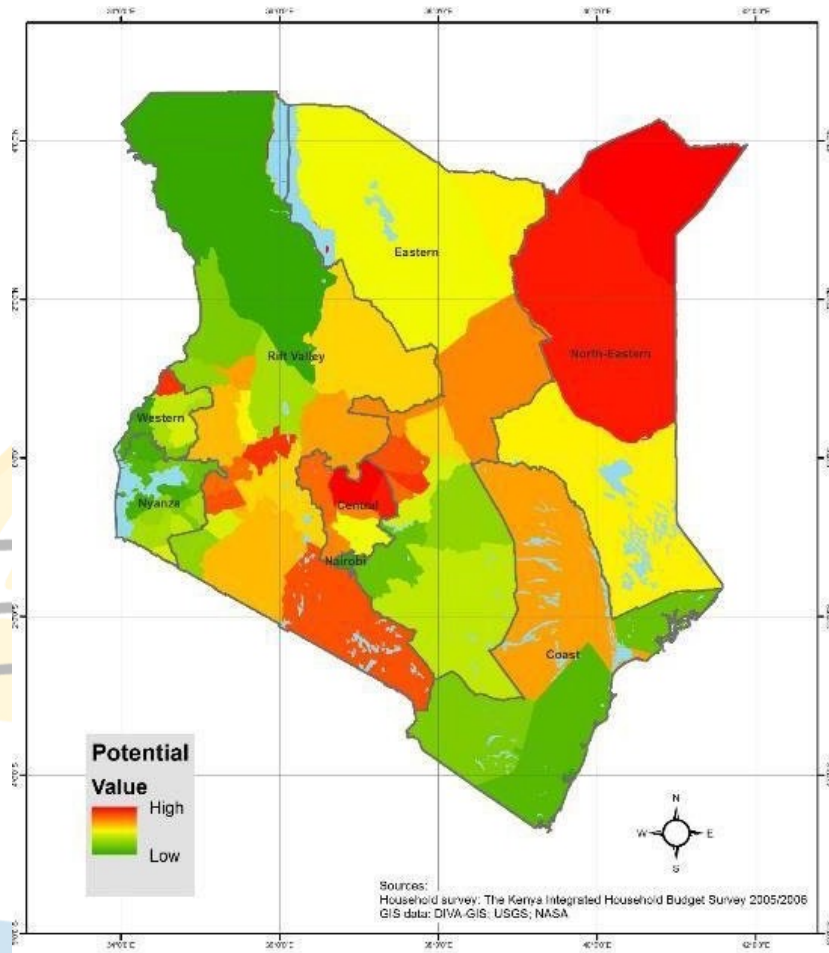 Eastern
North-Eastern
Rift Valley
Western
Nyanza
Central
Nairobi
Coast
Potential
Value
High
Low
N
W E
S
Sources:
Household survey: The Kenya Integrated Household Budget Survey 2005/2006
GIS data: DIVA-GIS; USGS; NASA